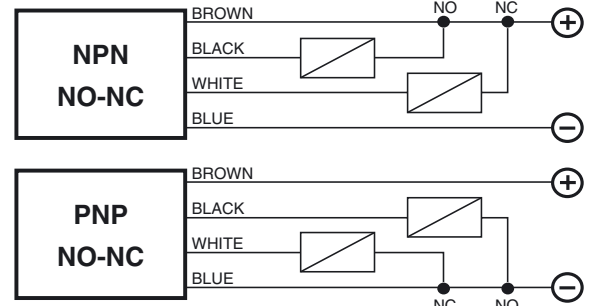 NO NC
BROWN
BLACK
NPN
WHITE
NO-NC
BLUE
BROWN
BLACK
PNP
WHITE
NO-NC
BLUE
NC NO